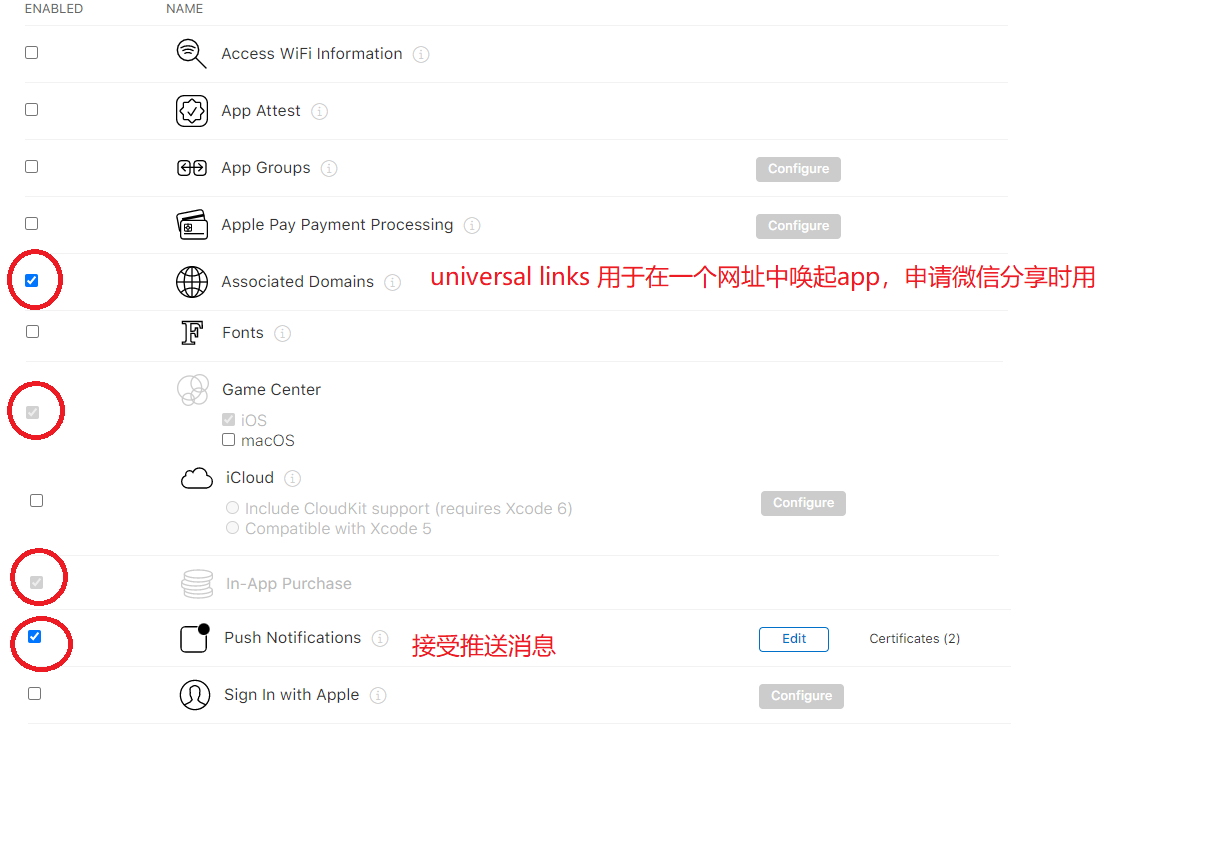 ENABLED NAME
Access WiFi Information
App Attest
App Groups Configure
Apple Pay Payment Processing Configure
Associated Domains universal links 用于在一个网址中唤起app，申请微信分享时用
Fonts
Game Center
iOS
macOS
iCloud
Configure
Include CloudKit support (requires Xcode 6)
Compatible with Xcode 5
In-App Purchase
Push Notifications 接受推送消息 Edit Certificates (2)
Sign In with Apple Configure